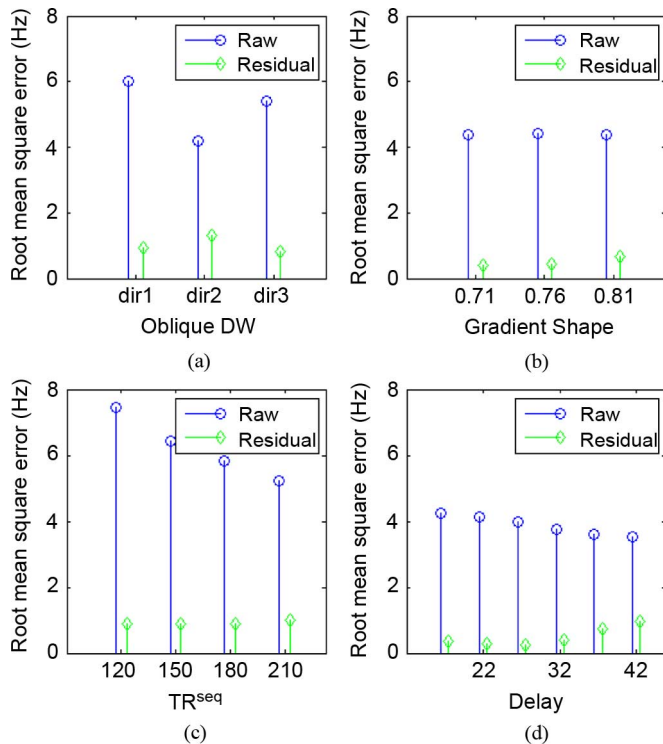 Root mean square error (Hz)
8
6
4
2
0
Raw
Residual
dir1 dir2 dir3
Oblique DW
(a)
Root mean square error (Hz)
8
6
4
2
0
Raw
Residual
0.71 0.76 0.81
Gradient Shape
(b)
Root mean square error (Hz)
8
6
4
2
0
Raw
Residual
120 150 180 210
TRseq
(c)
Root mean square error (Hz)
8
6
4
2
0
Raw
Residual
22 32 42
Delay
(d)